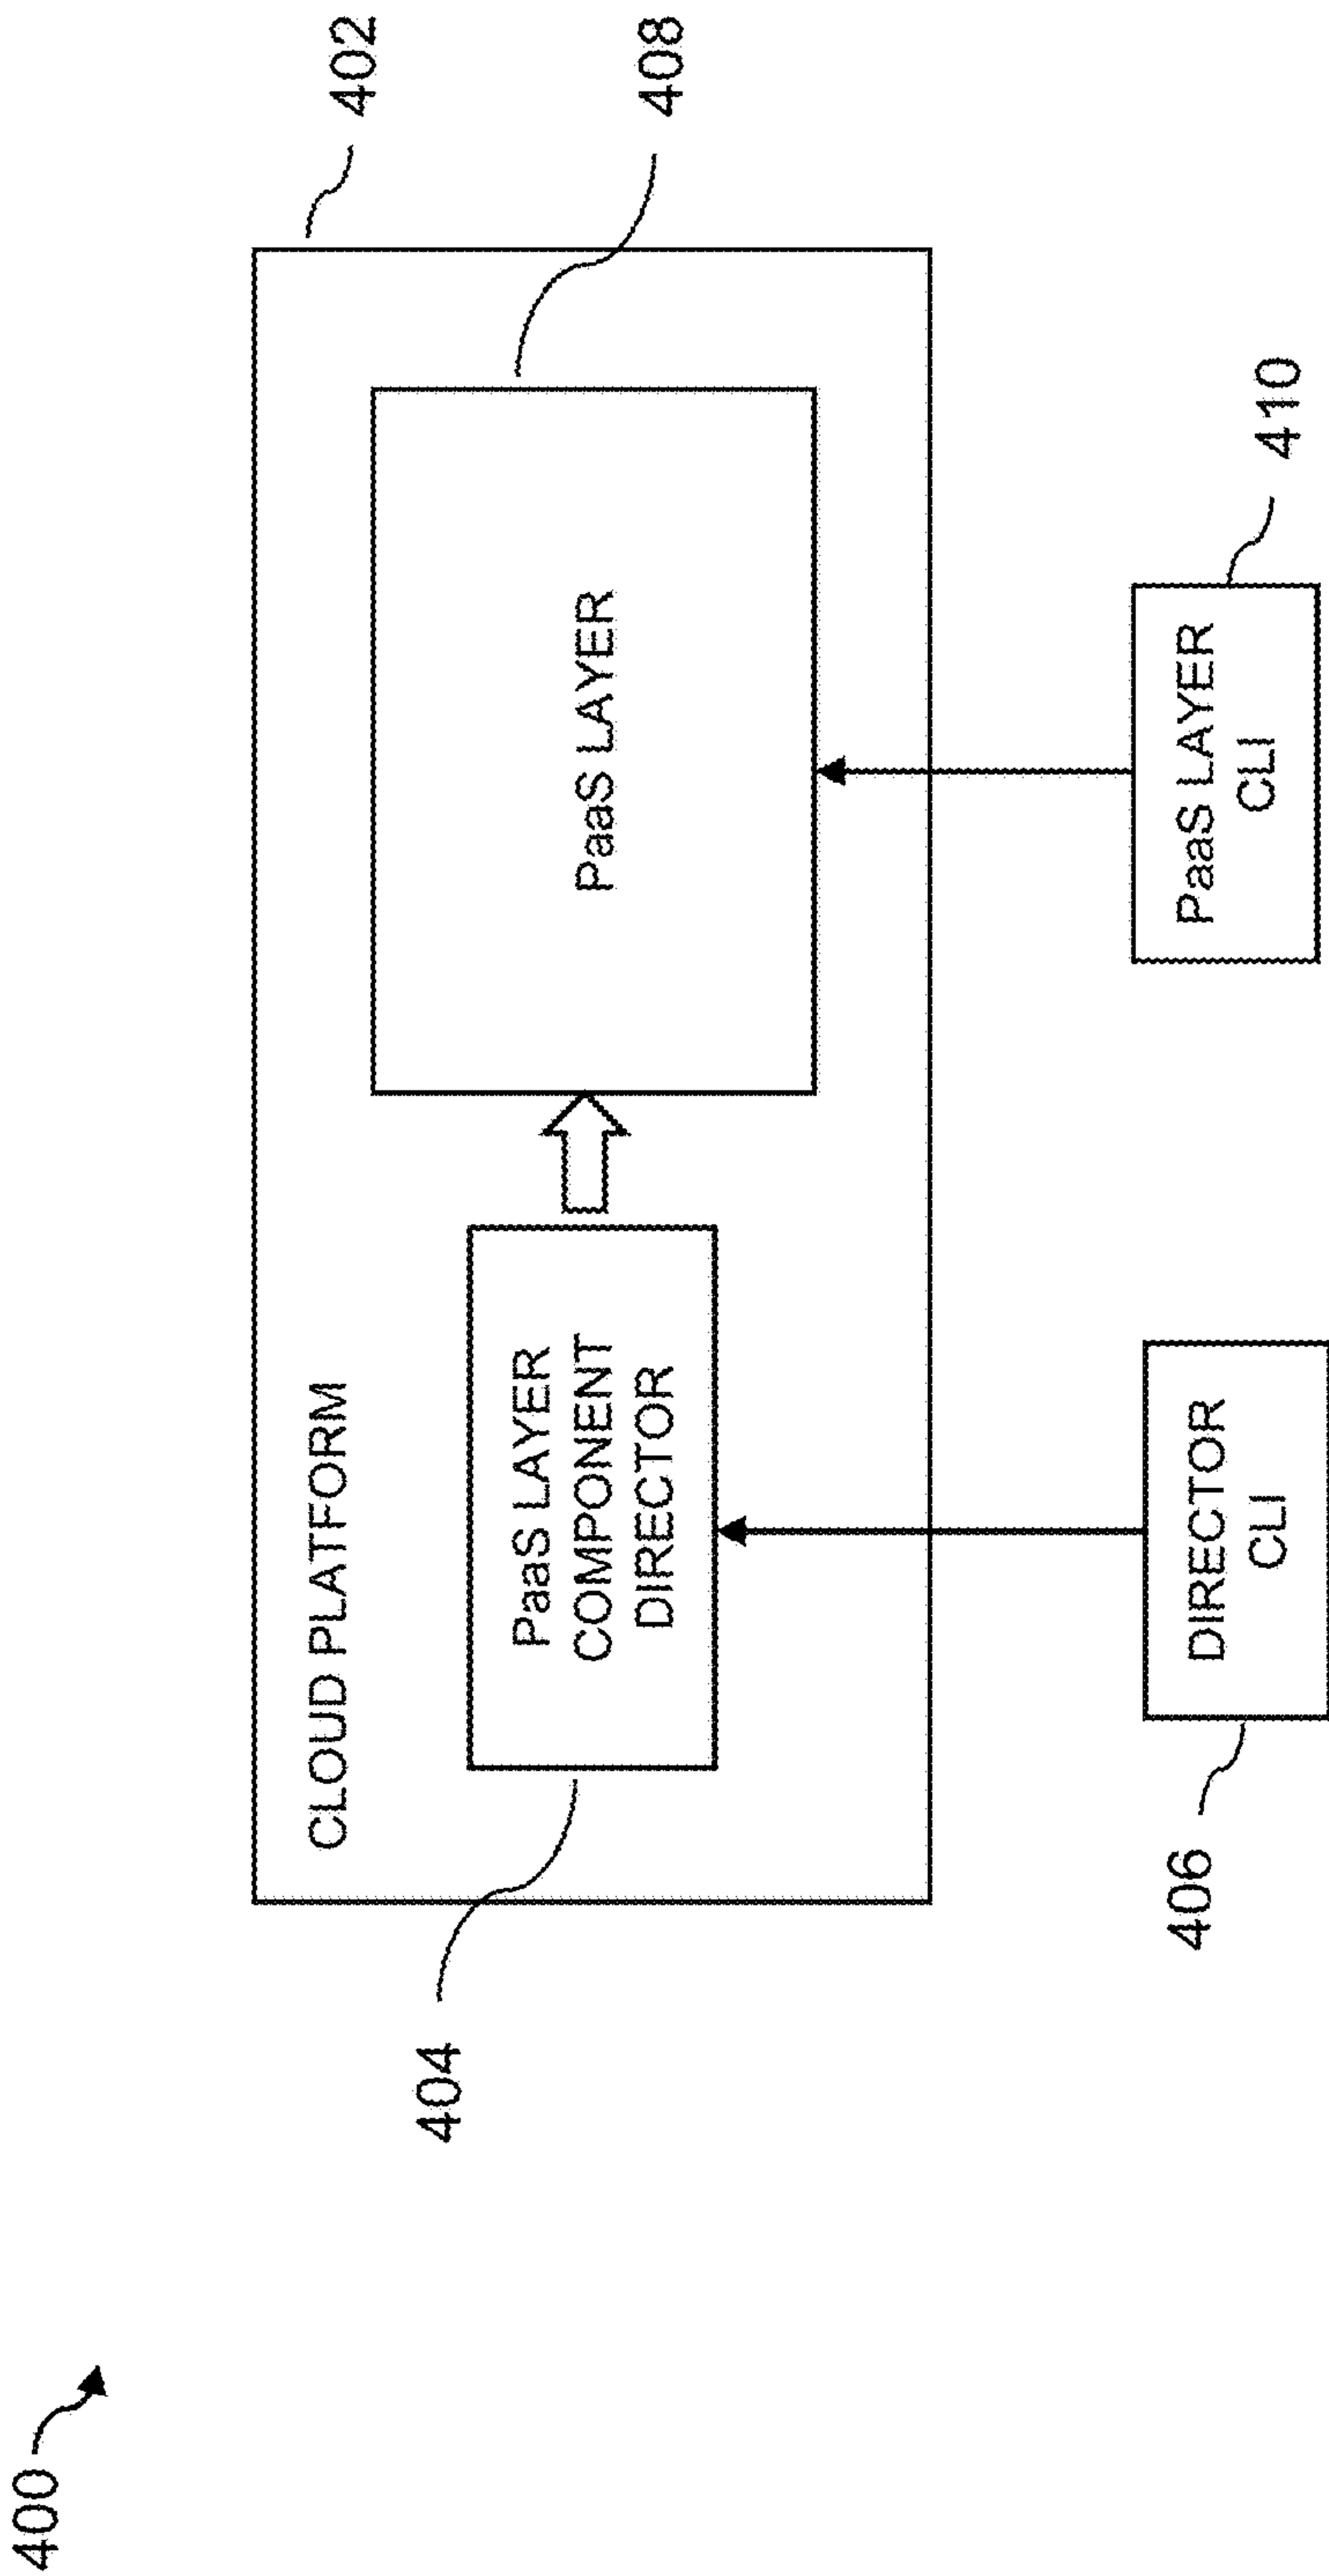 400
402
CLOUD PLATFORM
408
PaaS LAYER
COMPONENT
DIRECTOR
PaaS LAYER
404
DIRECTOR
CLI
PaaS LAYER
CLI
406
410